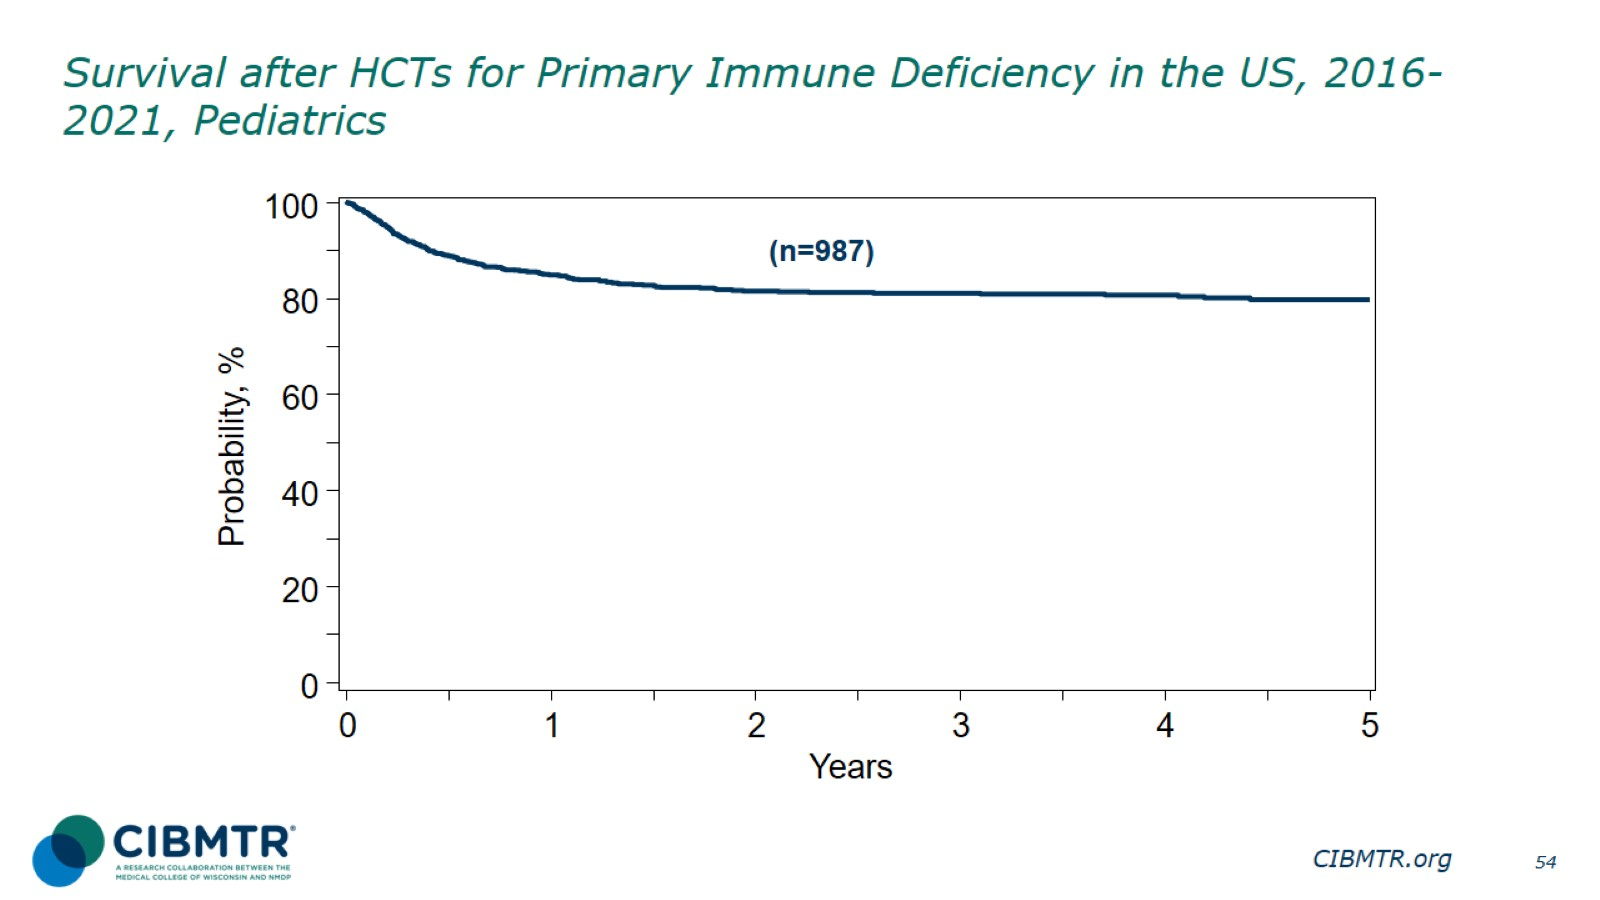 Survival after HCTs for Primary Immune Deficiency in the US, 2016-
2021, Pediatrics
100
80
60
40
20
0
Probability, %
(n=987)
0 1 2 3 4 5
Years
CIBMTR®
A RESEARCH COLLABORATION BETWEEN THE
MEDICAL COLLEGE OF WISCONSIN AND NMDP
CIBMTR.org 54